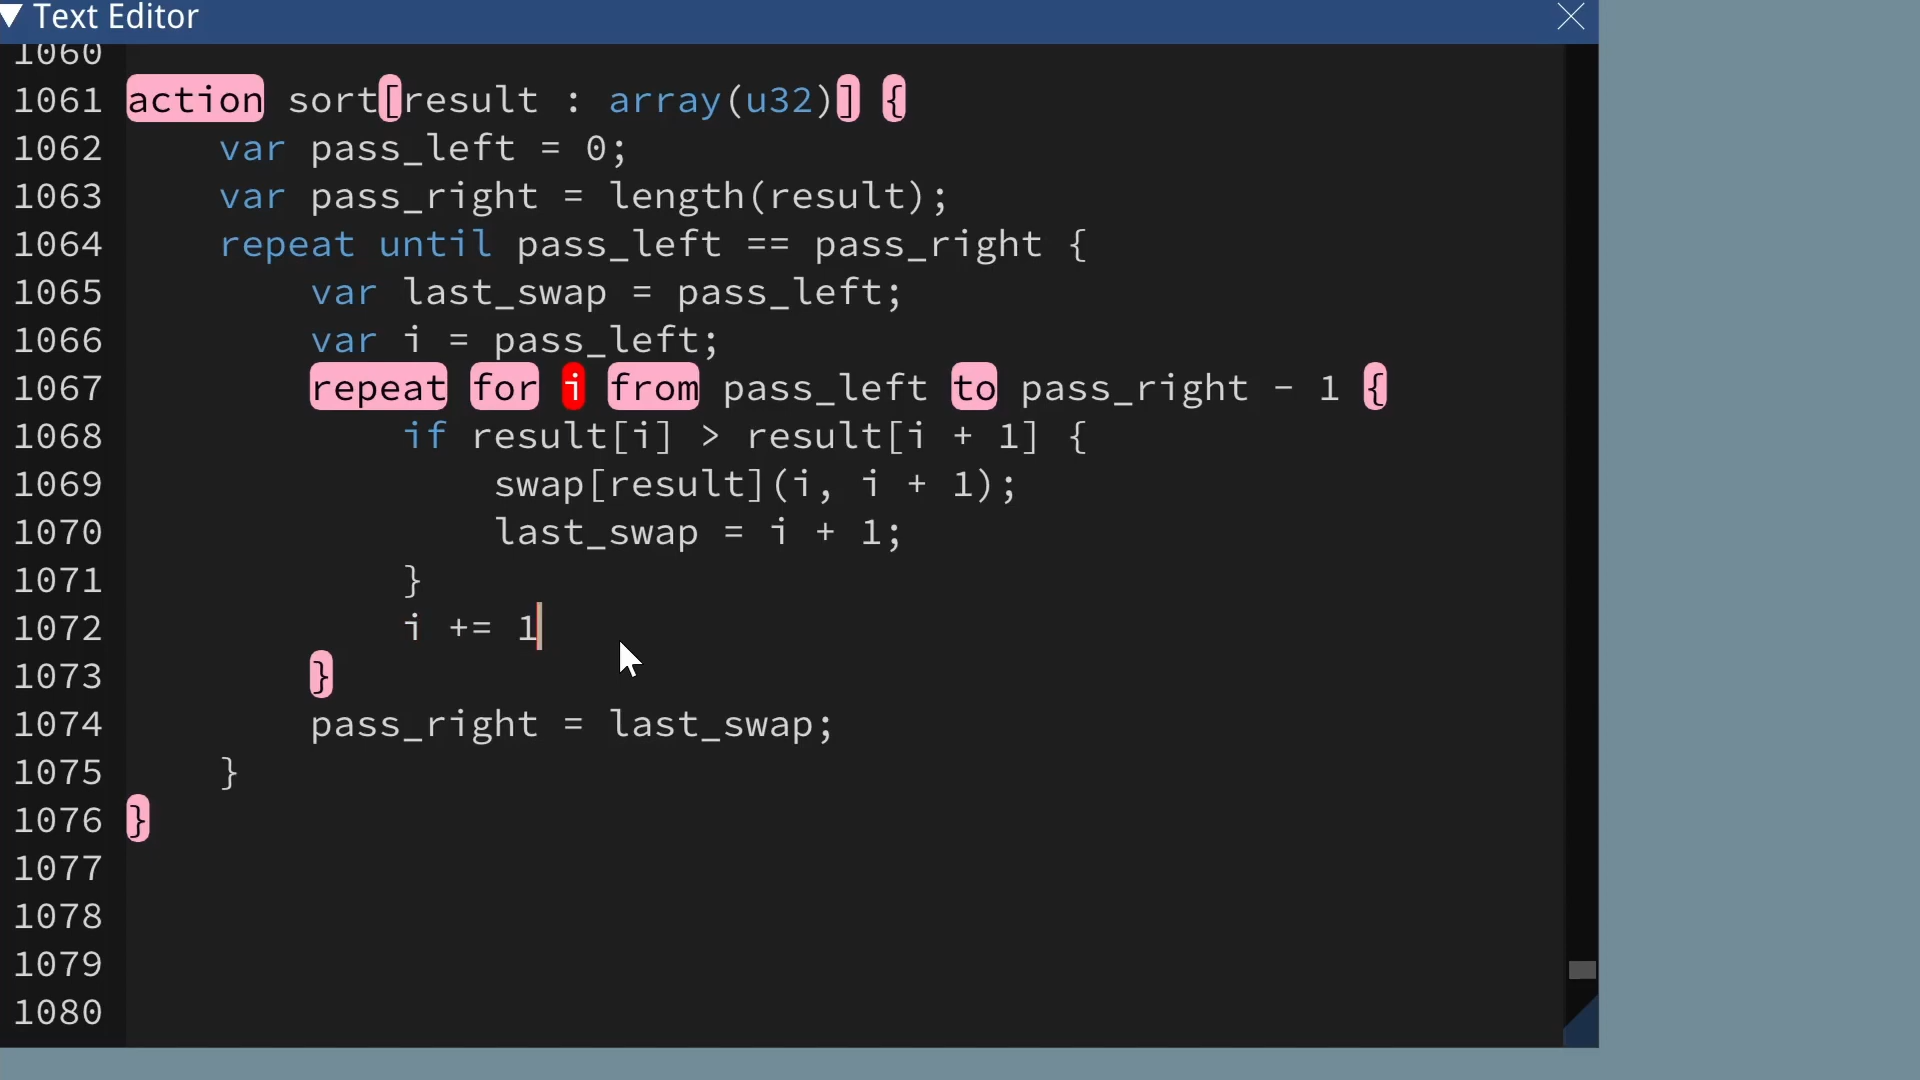 Text Editor
1060
1061 action sort[result : array(u32)] {
1062     var pass_left = 0;
1063     var pass_right = length(result);
1064     repeat until pass_left == pass_right {
1065         var last_swap = pass_left;
1066         var i = pass_left;
1067         repeat for i from pass_left to pass_right - 1 {
1068             if result[i] > result[i + 1] {
1069                 swap[result](i, i + 1);
1070                 last_swap = i + 1;
1071             }
1072             i += 1
1073         }
1074         pass_right = last_swap;
1075     }
1076 }
1077
1078
1079
1080